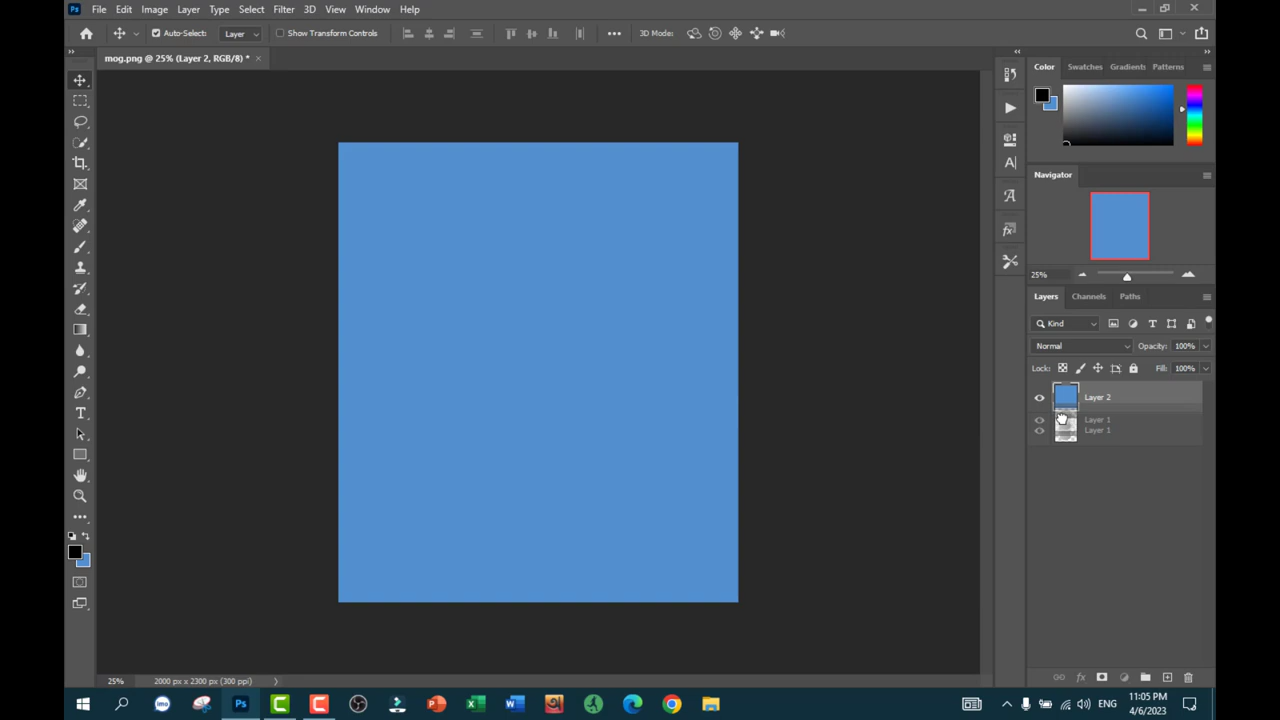 Ps File Edit Image Layer Type Select Filter 3D View Window Help
Auto-Select: Layer Show Transform Controls 3D Mode:
mog.png @ 25% (Layer 2, RGB/8) *
Color Swatches Gradients Patterns
Navigator
25%
Layers Channels Paths
Kind
Normal Opacity: 100%
Lock: Fill: 100%
Layer 2
Layer 1
Layer 1
25% 2000 px x 2300 px (300 ppi)
imo Ps ENG 11:05 PM
4/6/2023